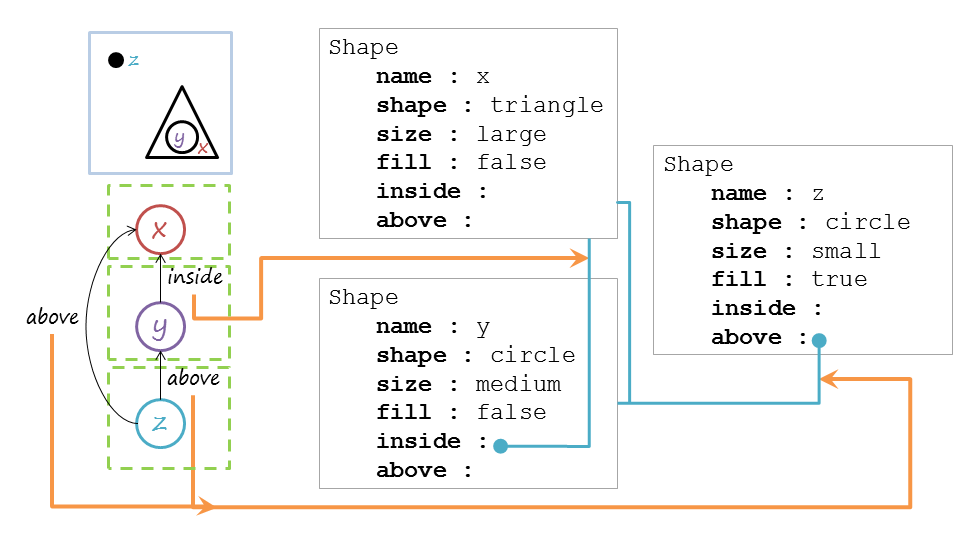 z
y
x
x
inside
above
y
above
z
Shape
name : x
shape : triangle
size : large
fill : false
inside :
above :
Shape
name : y
shape : circle
size : medium
fill : false
inside :
above :
Shape
name : z
shape : circle
size : small
fill : true
inside :
above :